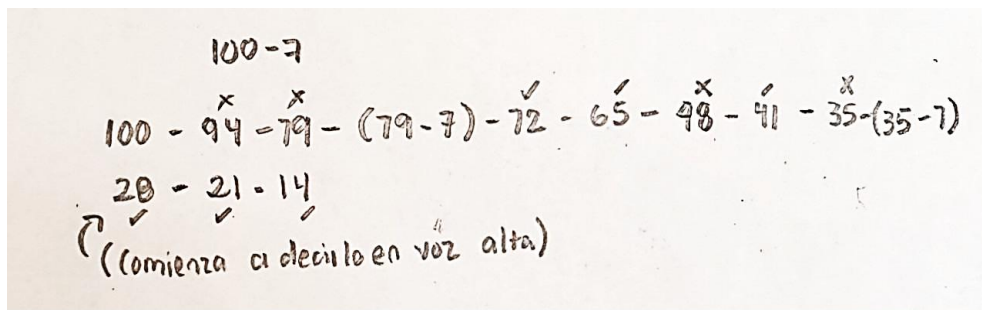 100-7
x x ✓ ✓ x ✓ x
100 - 94 - 79 - (79-7) - 72 - 65 - 48 - 41 - 35-(35-7)
28 - 21 - 14
✓ ✓ ✓
((comienza a decirlo en voz alta)